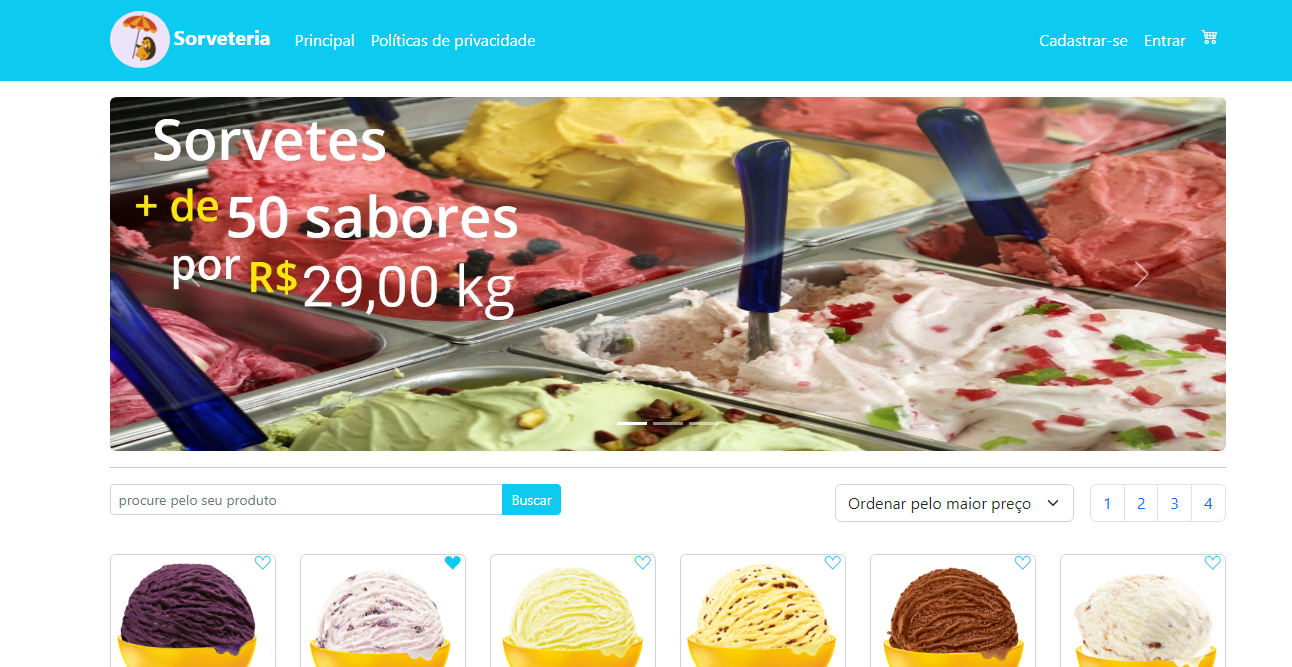 Sorveteria
Principal
Políticas de privacidade
Cadastrar-se
Entrar
Sorvetes
+ de 50 sabores
por R$ 29,00 kg
procure pelo seu produto
Buscar
Ordenar pelo maior preço
1 2 3 4